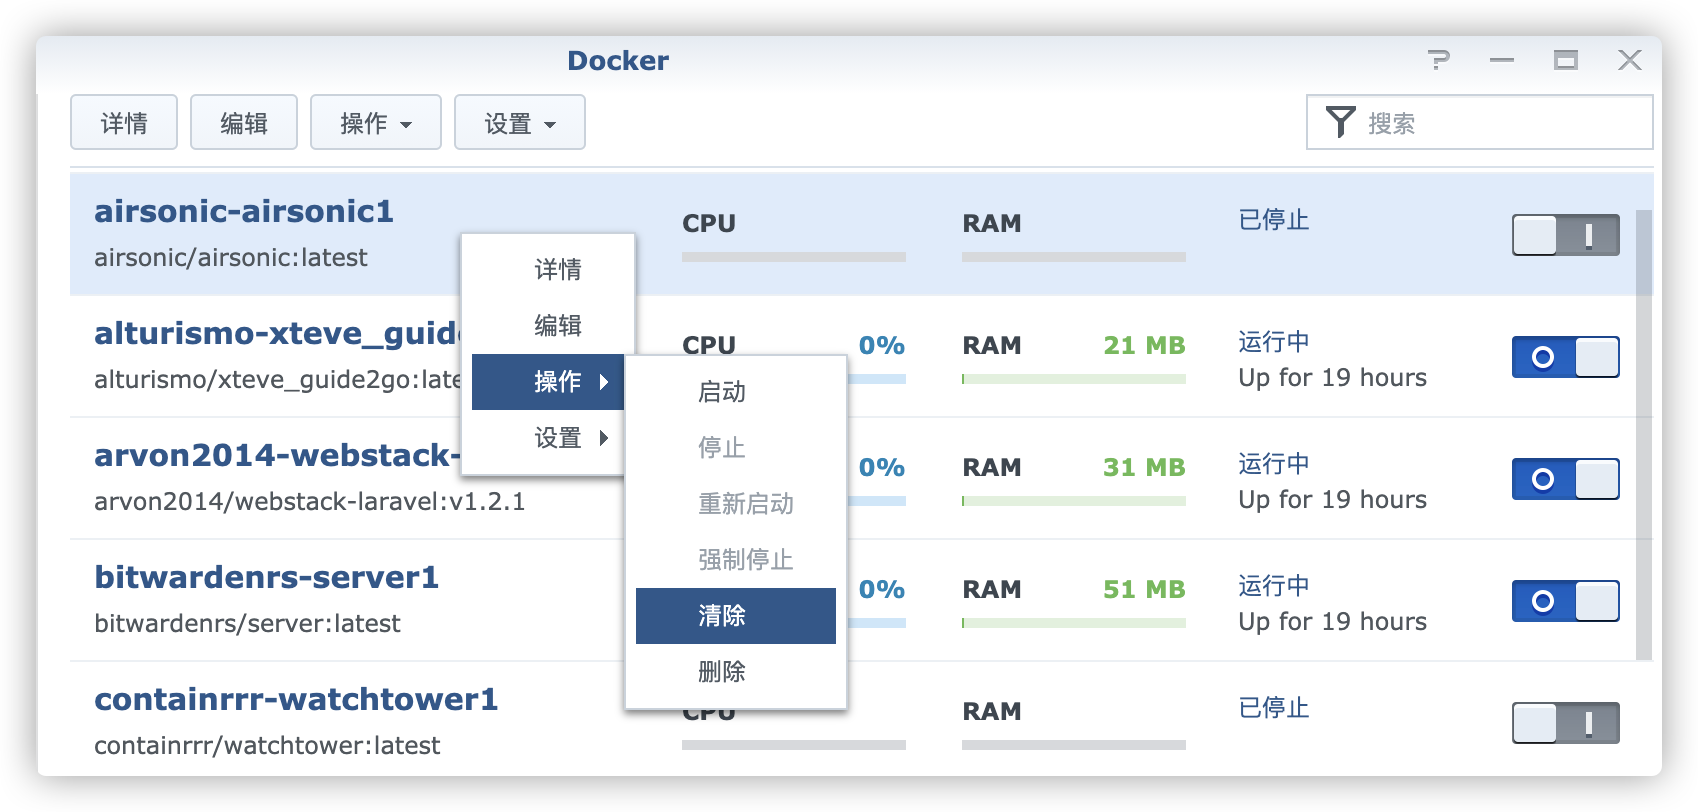 Docker
详情
编辑
操作
设置
搜索
airsonic-airsonic1
airsonic/airsonic:latest
CPU
RAM
已停止
alturismo-xteve_guid
alturismo/xteve_guide2go:late
CPU
0%
RAM
21 MB
运行中
Up for 19 hours
arvon2014-webstack-
arvon2014/webstack-laravel:v1.2.1
0%
RAM
31 MB
运行中
Up for 19 hours
bitwardenrs-server1
bitwardenrs/server:latest
0%
RAM
51 MB
运行中
Up for 19 hours
containrrr-watchtower1
containrrr/watchtower:latest
CPU
RAM
已停止
详情
编辑
操作
设置
启动
停止
重新启动
强制停止
清除
删除